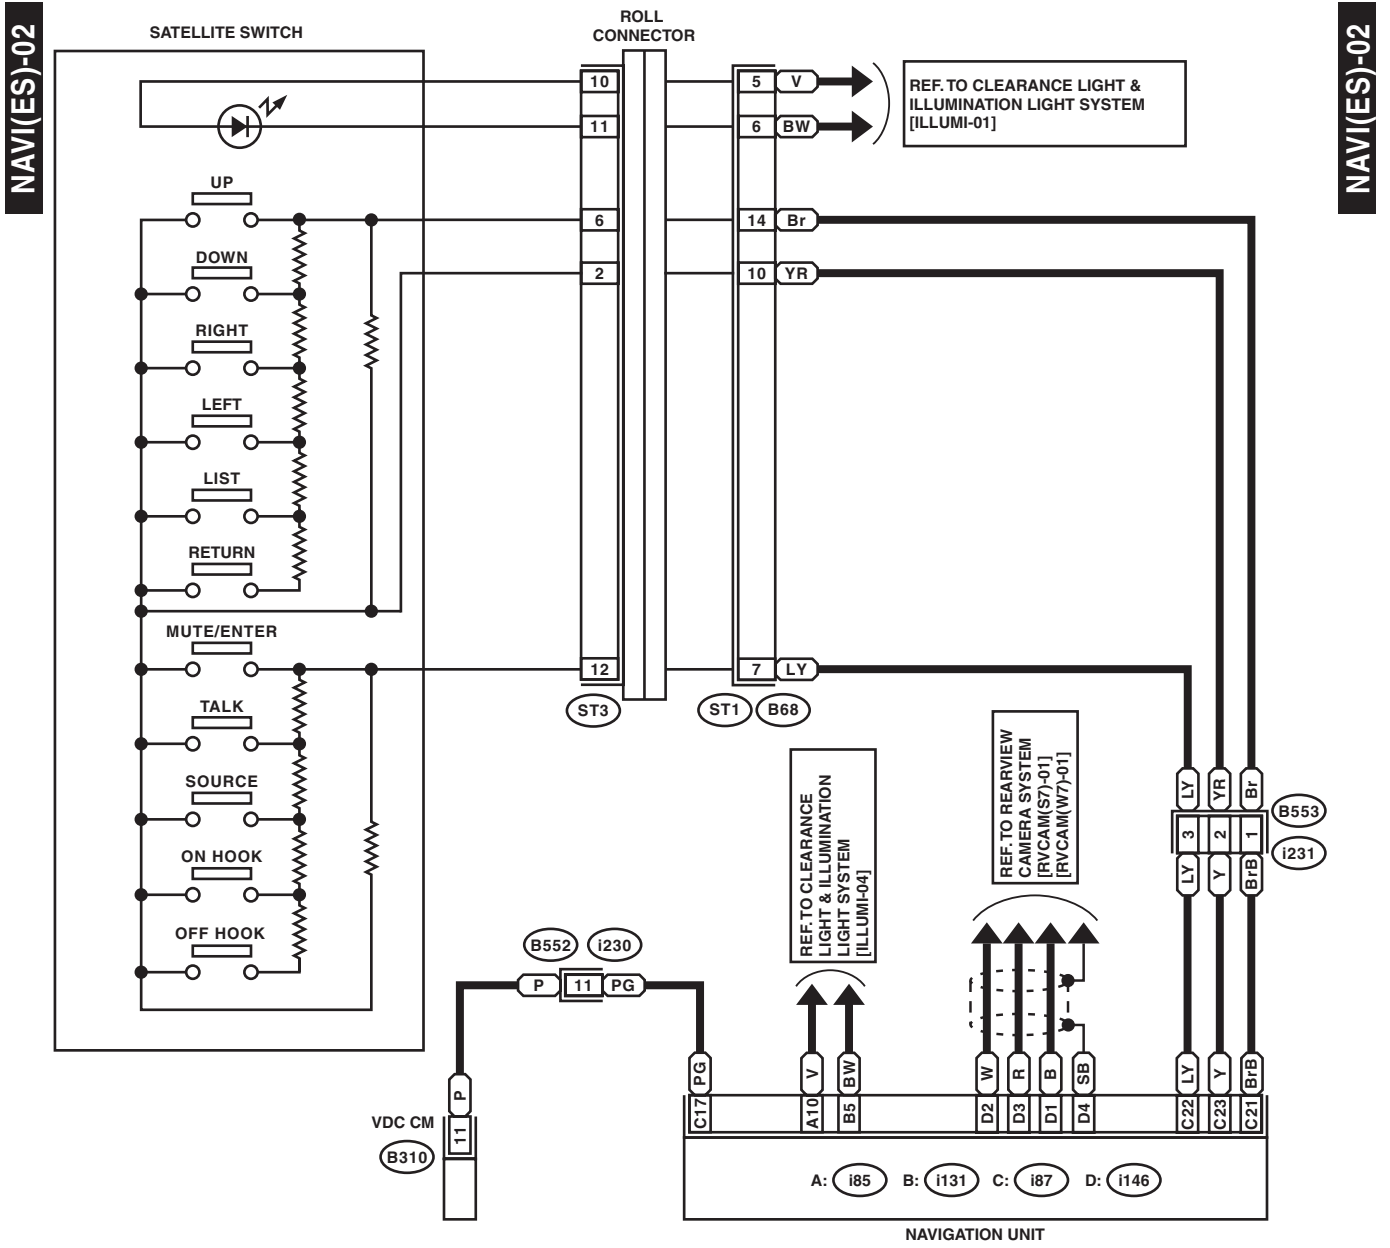 NAVI(ES)-02
NAVI(ES)-02
SATELLITE SWITCH
ROLL
CONNECTOR
10
5
V
11
6
BW
REF. TO CLEARANCE LIGHT &
ILLUMINATION LIGHT SYSTEM
[ILLUMI-01]
UP
6
14
Br
DOWN
2
10
YR
RIGHT
LEFT
LIST
RETURN
MUTE/ENTER
12
7
LY
ST3
ST1
B68
TALK
SOURCE
ON HOOK
OFF HOOK
REF. TO CLEARANCE
LIGHT & ILLUMINATION
LIGHT SYSTEM
[ILLUMI-04]
REF. TO REARVIEW
CAMERA SYSTEM
[RVCAM(S7)-01]
[RVCAM(W7)-01]
LY
YR
Br
3
2
1
B553
i231
LY
Y
BrB
B552
i230
P
11
PG
P
11
VDC CM
B310
PG
V
BW
W
R
B
SB
LY
Y
BrB
C17
A10
B5
D2
D3
D1
D4
C22
C23
C21
A: i85 B: i131 C: i87 D: i146
NAVIGATION UNIT